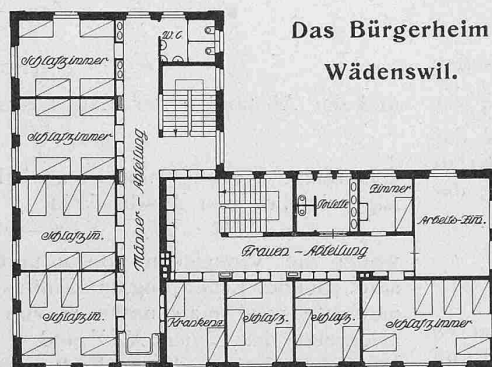 Das Bürgerheim
Wädenswil.
Schlafzimmer
W.C.
Schlafzimmer
Männer - Abteilung
Schlafzim.
Toilette
Zimmer
Arbeits-Zim.
Frauen - Abteilung
Schlafzim.
Krankenz.
Schlafz.
Schlafz.
Schlafzimmer